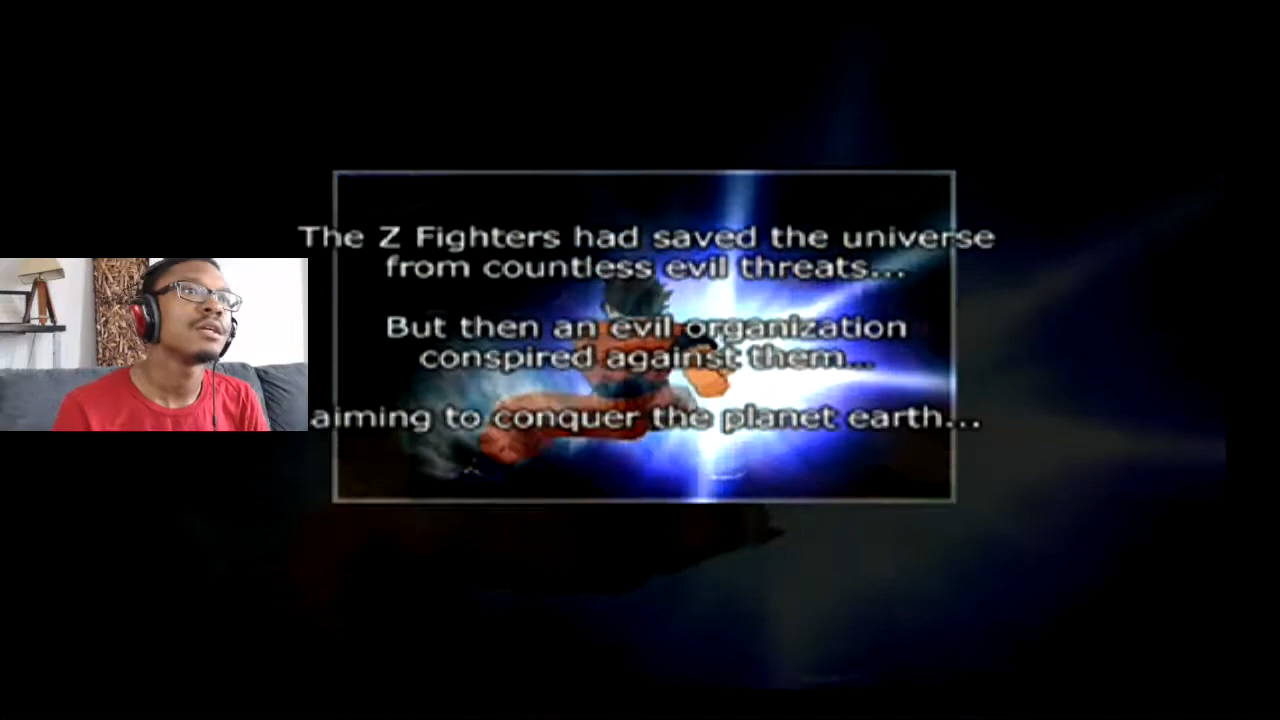 The Z Fighters had saved the universe
from countless evil threats...
But then an evil organization
conspired against them...
aiming to conquer the planet earth...